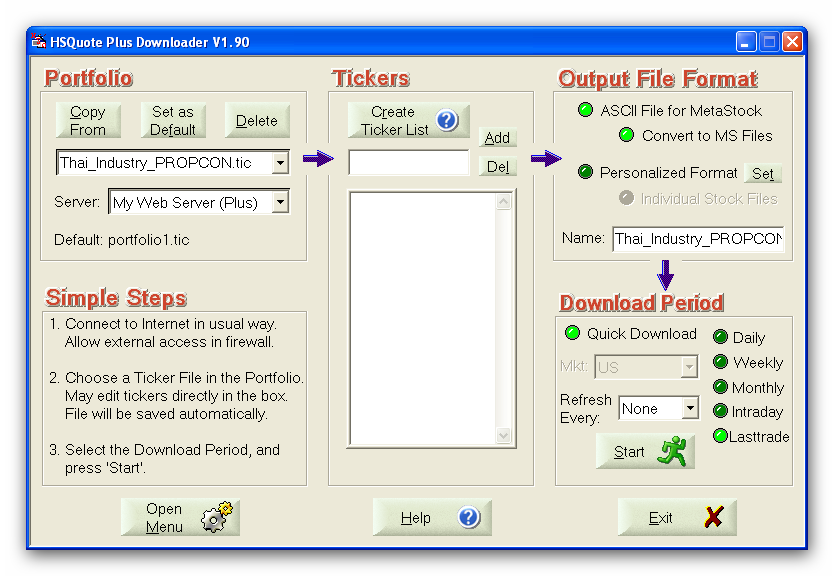 HSQuote Plus Downloader V1.90
Portfolio
Copy
From
Set as
Default
Delete
Thai_Industry_PROPCON.tic
Server:
My Web Server (Plus)
Default: portfolio1.tic
Simple Steps
1. Connect to Internet in usual way.
Allow external access in firewall.
2. Choose a Ticker File in the Portfolio.
May edit tickers directly in the box.
File will be saved automatically.
3. Select the Download Period, and
press 'Start'.
Open
Menu
Tickers
Create
Ticker List
Add
Del
Help
Output File Format
ASCII File for MetaStock
Convert to MS Files
Personalized Format
Set
Individual Stock Files
Name:
Thai_Industry_PROPCON
Download Period
Quick Download
Mkt:
US
Refresh
Every:
None
Start
Daily
Weekly
Monthly
Intraday
Lasttrade
Exit